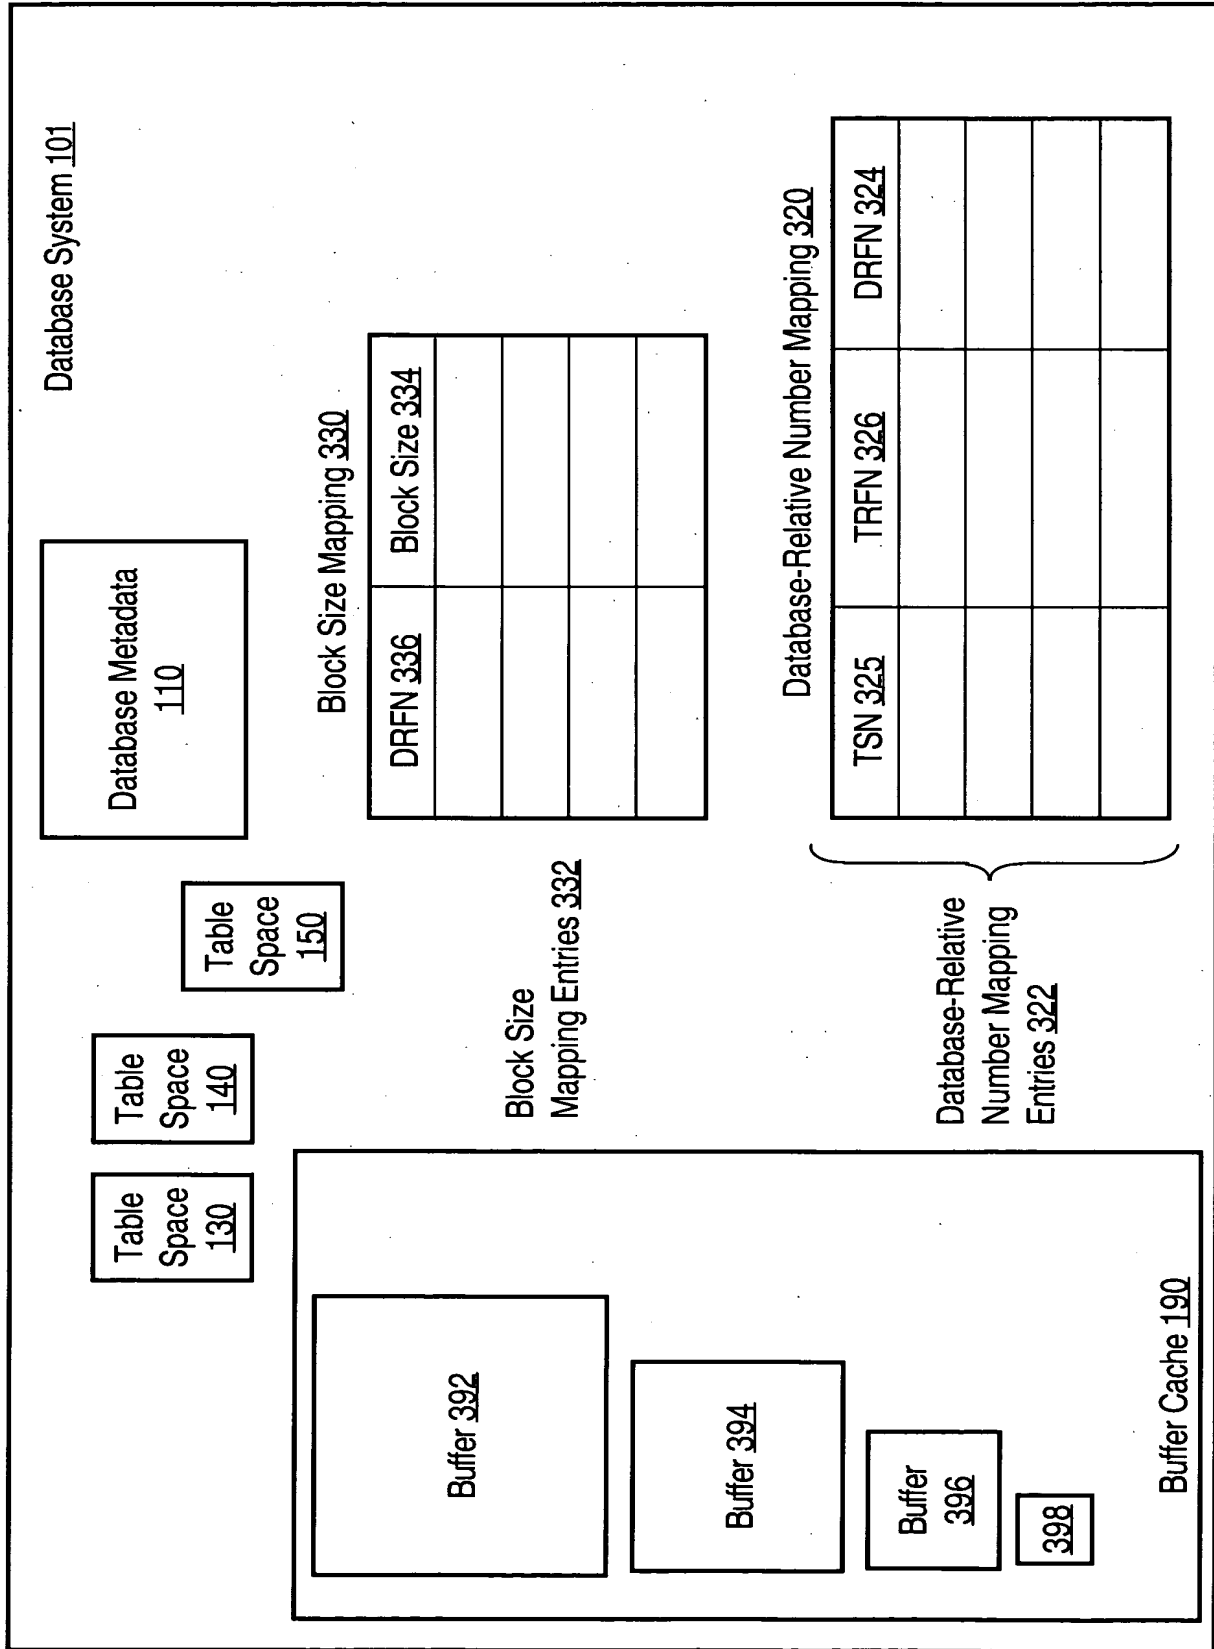 Database System 101
Table
Space
130
Table
Space
140
Table
Space
150
Database Metadata
110
Buffer 392
Buffer 394
Buffer
396
398
Buffer Cache 190
Block Size Mapping 330
DRFN 336
Block Size 334
Block Size
Mapping Entries 332
Database-Relative Number Mapping 320
TSN 325
TRFN 326
DRFN 324
Database-Relative
Number Mapping
Entries 322